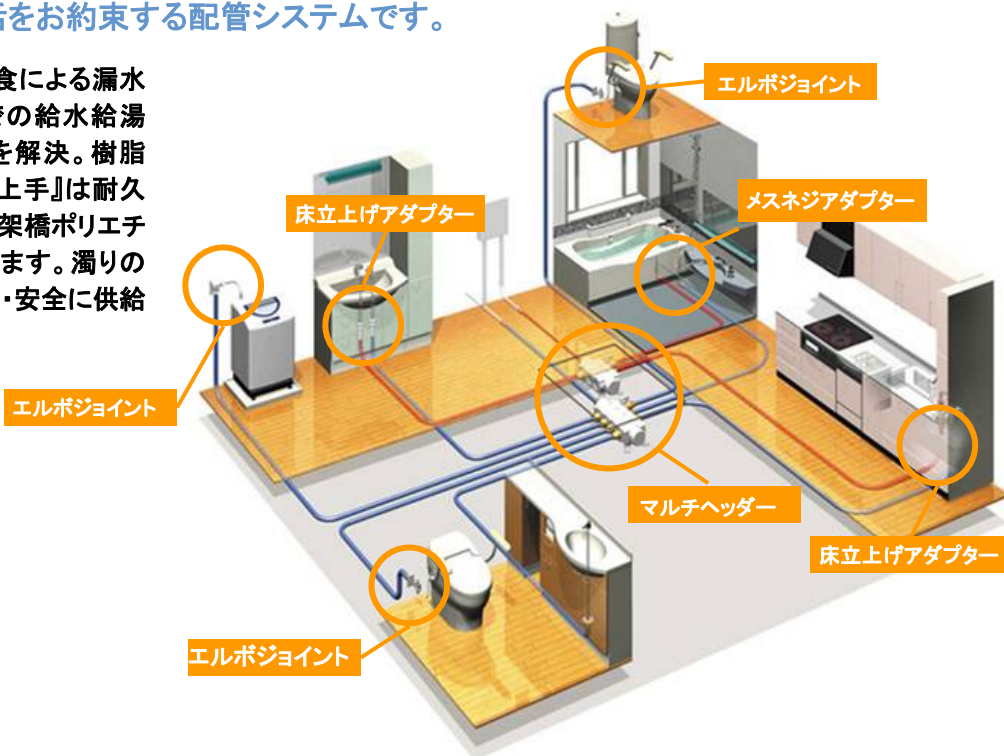 をお約束する配管システムです。
食による漏水
の給水給湯
を解決。樹脂
上手』は耐久
架橋ポリエチ
ます。濁りの
・安全に供給
エルボジョイント
メスネジアダプター
床立上げアダプター
エルボジョイント
マルチヘッダー
床立上げアダプター
エルボジョイント